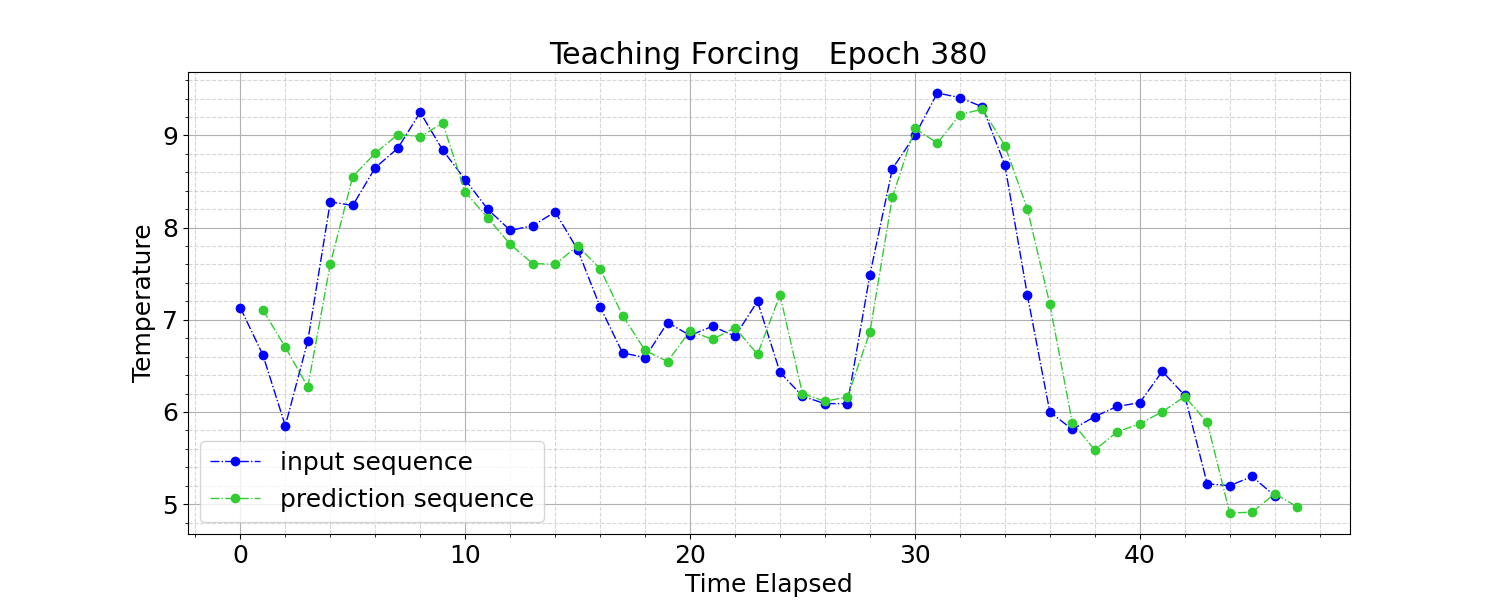 Teaching Forcing   Epoch 380
9
8
7
6
5
Temperature
input sequence
prediction sequence
0 10 20 30 40
Time Elapsed